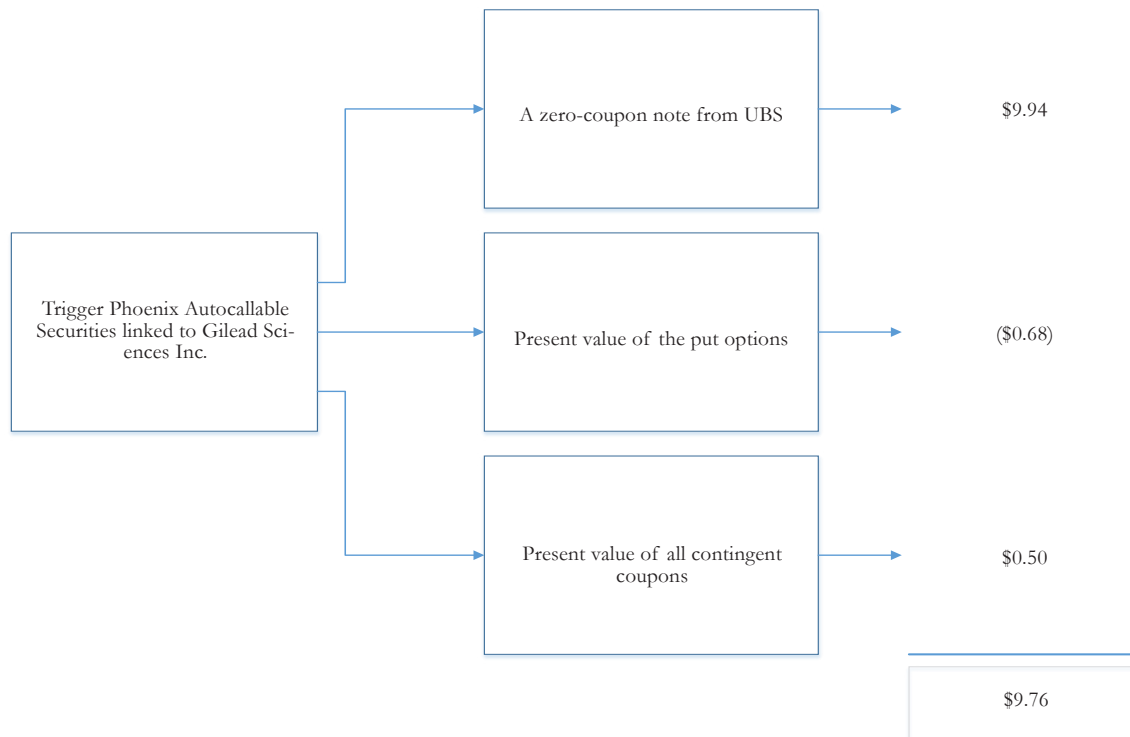 A zero-coupon note from UBS
$9.94
Trigger Phoenix Autocallable
Securities linked to Gilead Sci-
ences Inc.
Present value of the put options
($0.68)
Present value of all contingent
coupons
$0.50
$9.76